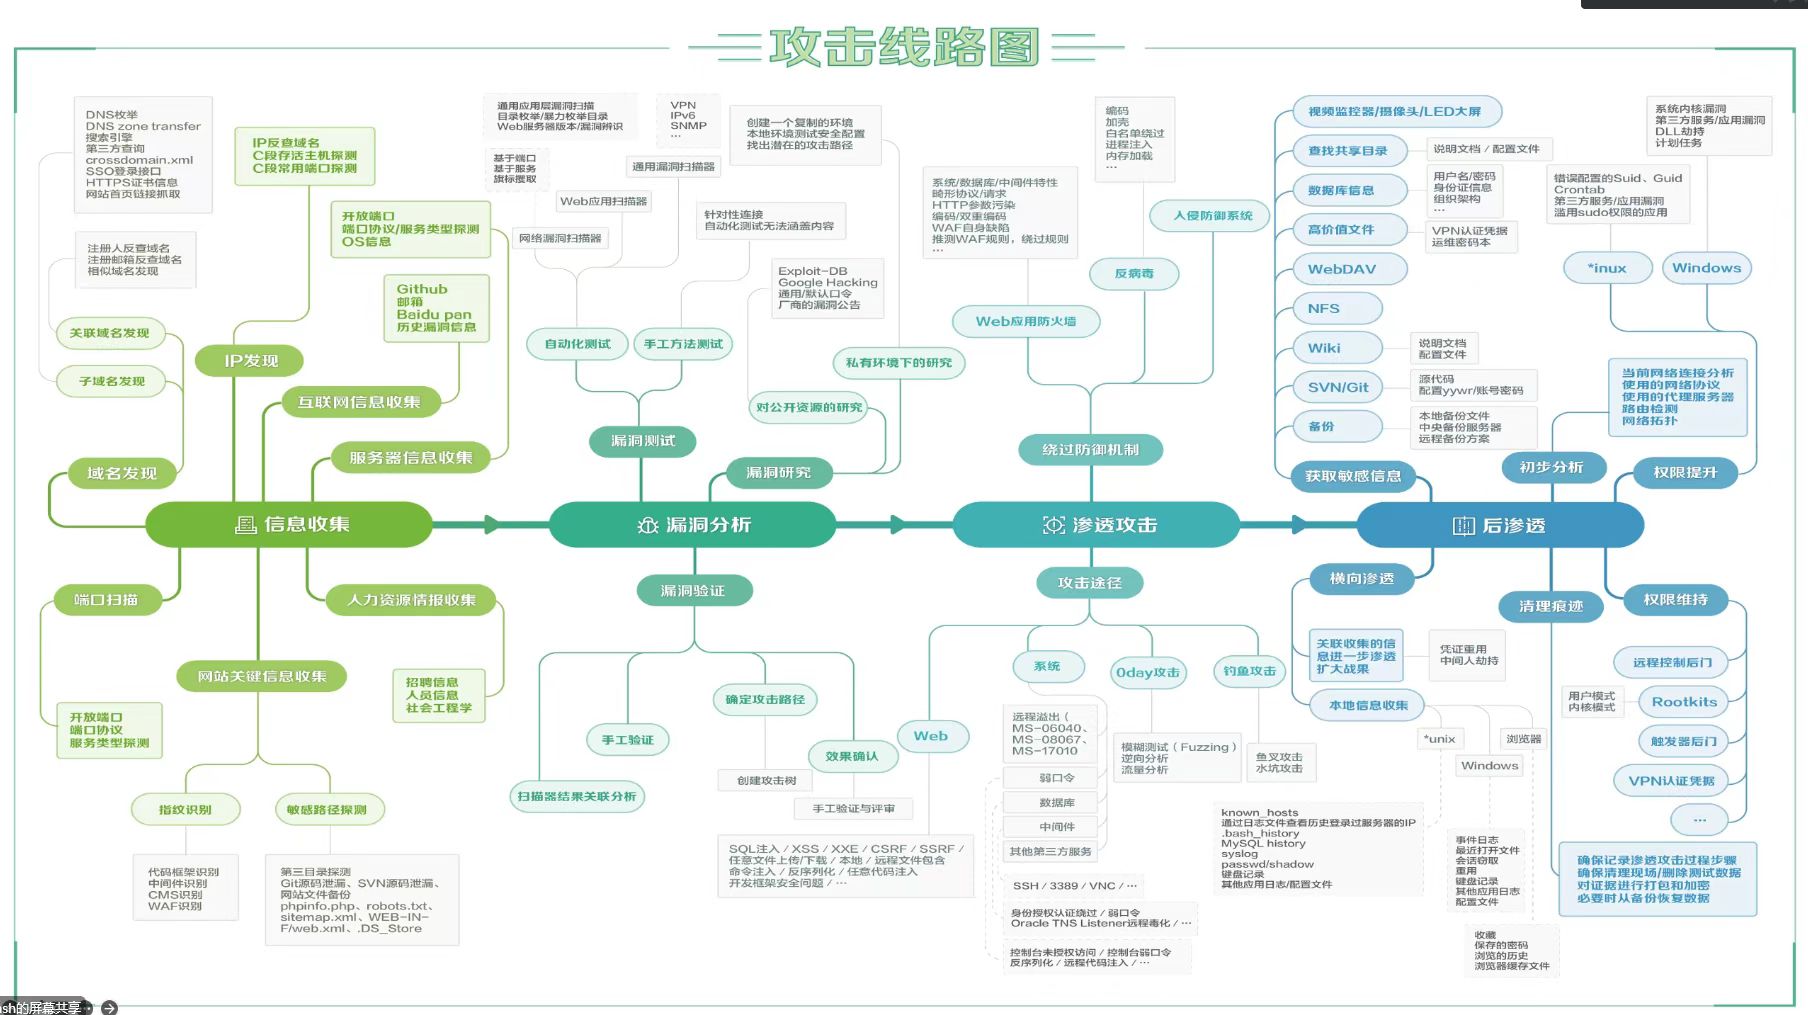 攻击线路图
DNS枚举
DNS zone transfer
搜索引擎
第三方查询
crossdomain.xml
SSO登录接口
HTTPS证书信息
网站首页链接抓取
注册人反查域名
注册邮箱反查域名
相似域名发现
关联域名发现
子域名发现
域名发现
IP反查域名
C段存活主机探测
C段常用端口探测
IP发现
开放端口
端口协议/服务类型探测
OS信息
Github
邮箱
Baidu pan
历史漏洞信息
互联网信息收集
服务器信息收集
信息收集
端口扫描
开放端口
端口协议
服务类型探测
人力资源情报收集
招聘信息
人员信息
社会工程学
网站关键信息收集
指纹识别
敏感路径探测
代码框架识别
中间件识别
CMS识别
WAF识别
第三目录探测
Git源码泄漏、SVN源码泄漏、
网站文件备份
phpinfo.php、robots.txt、
sitemap.xml、WEB-IN-
F/web.xml、.DS_Store
通用应用层漏洞扫描
目录枚举/暴力枚举目录
Web服务器版本/漏洞辨识
VPN
IPv6
SNMP
...
基于端口
基于服务
旗标攫取
通用漏洞扫描器
Web应用扫描器
网络漏洞扫描器
创建一个复制的环境
本地环境测试安全配置
找出潜在的攻击路径
针对性连接
自动化测试无法涵盖内容
Exploit-DB
Google Hacking
通用/默认口令
厂商的漏洞公告
自动化测试
手工方法测试
私有环境下的研究
对公开资源的研究
漏洞测试
漏洞研究
漏洞分析
漏洞验证
确定攻击路径
手工验证
效果确认
创建攻击树
扫描器结果关联分析
手工验证与评审
编码
加壳
白名单绕过
进程注入
内存加载
...
系统/数据库/中间件特性
畸形协议/请求
HTTP参数污染
编码/双重编码
WAF自身缺陷
推测WAF规则，绕过规则
...
入侵防御系统
反病毒
Web应用防火墙
绕过防御机制
渗透攻击
攻击途径
系统
0day攻击
钓鱼攻击
Web
远程溢出（
MS-06040、
MS-08067、
MS-17010
弱口令
数据库
中间件
其他第三方服务
模糊测试（Fuzzing）
逆向分析
流量分析
鱼叉攻击
水坑攻击
SQL注入 / XSS / XXE / CSRF / SSRF /
任意文件上传/下载 / 本地 / 远程文件包含
命令注入 / 反序列化 / 任意代码注入
开发框架安全问题 / ...
SSH / 3389 / VNC / ...
身份授权认证绕过 / 弱口令
Oracle TNS Listener远程毒化 / ...
控制台未授权访问 / 控制台弱口令
反序列化 / 远程代码注入 / ...
视频监控器/摄像头/LED大屏
查找共享目录
说明文档 / 配置文件
数据库信息
用户名/密码
身份证信息
组织架构
...
高价值文件
VPN认证凭据
运维密码本
WebDAV
NFS
Wiki
说明文档
配置文件
SVN/Git
源代码
配置yywr/账号密码
备份
本地备份文件
中央备份服务器
远程备份方案
获取敏感信息
系统内核漏洞
第三方服务/应用漏洞
DLL劫持
计划任务
错误配置的Suid、Guid
Crontab
第三方服务/应用漏洞
滥用sudo权限的应用
*inux
Windows
当前网络连接分析
使用的网络协议
使用的代理服务器
路由检测
网络拓扑
初步分析
权限提升
后渗透
横向渗透
清理痕迹
权限维持
关联收集的信
息进一步渗透
扩大战果
凭证重用
中间人劫持
本地信息收集
*unix
Windows
浏览器
known_hosts
通过日志文件查看历史登录过服务器的IP
.bash_history
MySQL history
syslog
passwd/shadow
键盘记录
其他应用日志/配置文件
事件日志
最近打开文件
会话窃取
重用
键盘记录
其他应用日志
配置文件
收藏
保存的密码
浏览的历史
浏览器缓存文件
远程控制后门
用户模式
内核模式
Rootkits
触发器后门
VPN认证凭据
...
确保记录渗透攻击过程步骤
确保清理现场/删除测试数据
对证据进行打包和加密
必要时从备份恢复数据
ash的屏幕共享